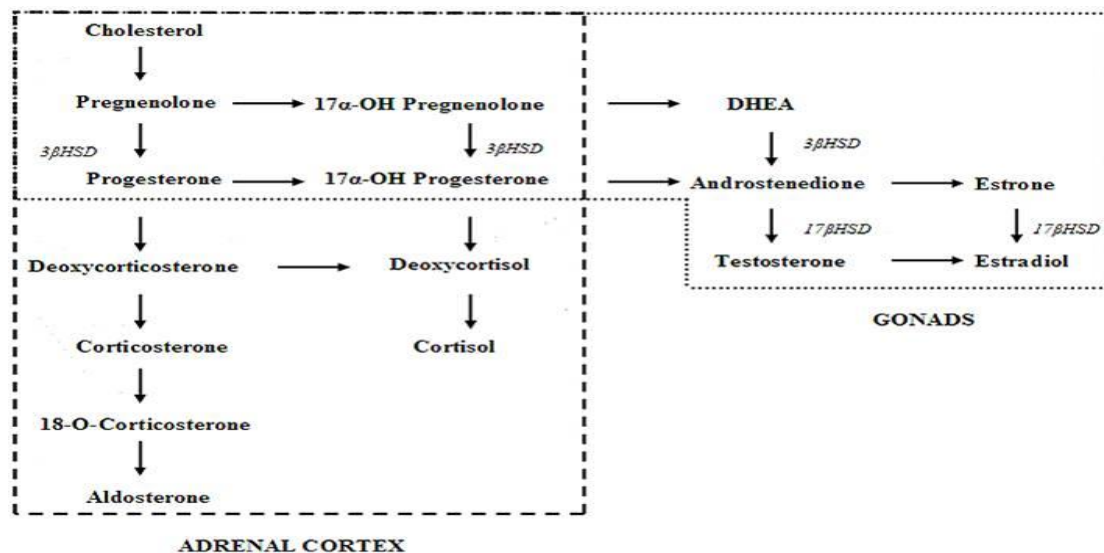 Cholesterol
Pregnenolone 17α-OH Pregnenolone DHEA
3βHSD 3βHSD 3βHSD
Progesterone 17α-OH Progesterone Androstenedione Estrone
17βHSD 17βHSD
Deoxycorticosterone Deoxycortisol Testosterone Estradiol
GONADS
Corticosterone Cortisol
18-O-Corticosterone
Aldosterone
ADRENAL CORTEX